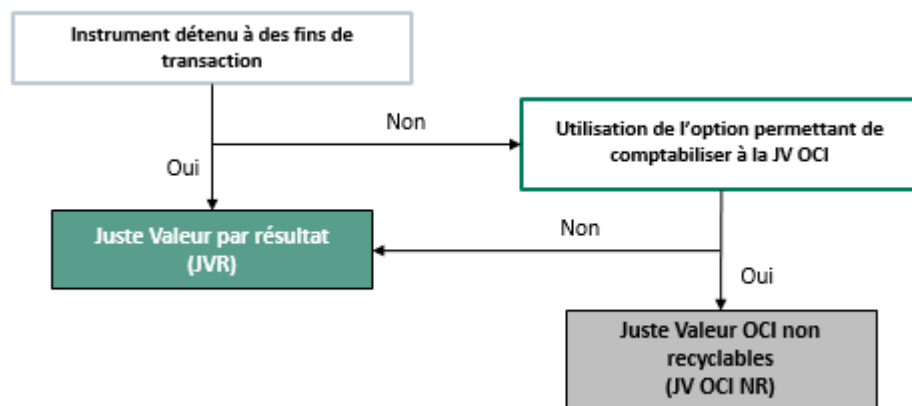 Instrument détenu à des fins de
transaction
Non
Utilisation de l'option permettant de
comptabiliser à la JV OCI
Oui
Juste Valeur par résultat
(JVR)
Non
Oui
Juste Valeur OCI non
recyclables
(JV OCI NR)